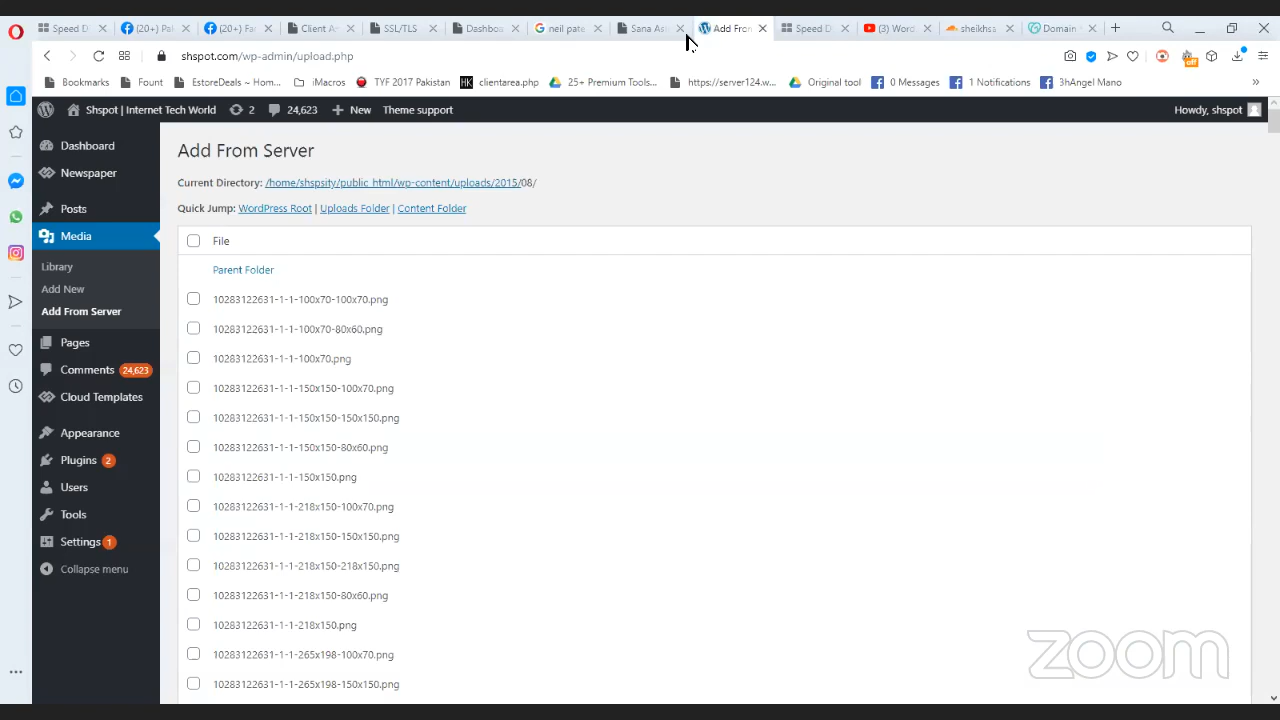 Speed D
(20+) Pa
(20+) Fa
Client A
SSL/TLS
Dashbo
neil pate
Sana As
Add Fro
Speed D
(3) Word
sheikhsa
Domain
shspot.com/wp-admin/upload.php
Bookmarks
Fount
EstoreDeales ~ Hom...
iMacros
TYF 2017 Pakistan
HK
clientarea.php
25+ Premium Tools...
https://server124.w...
Original tool
0 Messages
1 Notifications
3hAngel Mano
»
off
Shspot | Internet Tech World
2
24,623
New
Theme support
Howdy, shspot
Dashboard
Newspaper
Posts
Media
Library
Add New
Add From Server
Pages
Comments 24,623
Cloud Templates
Appearance
Plugins 2
Users
Tools
Settings 1
Collapse menu
Add From Server
Current Directory: /home/shspsity/public_html/wp-content/uploads/2015/08/
Quick Jump: WordPress Root | Uploads Folder | Content Folder
File
Parent Folder
10283122631-1-1-100x70-100x70.png
10283122631-1-1-100x70-80x60.png
10283122631-1-1-100x70.png
10283122631-1-1-150x150-100x70.png
10283122631-1-1-150x150-150x150.png
10283122631-1-1-150x150-80x60.png
10283122631-1-1-150x150.png
10283122631-1-1-218x150-100x70.png
10283122631-1-1-218x150-150x150.png
10283122631-1-1-218x150-218x150.png
10283122631-1-1-218x150-80x60.png
10283122631-1-1-218x150.png
10283122631-1-1-265x198-100x70.png
10283122631-1-1-265x198-150x150.png
zoom